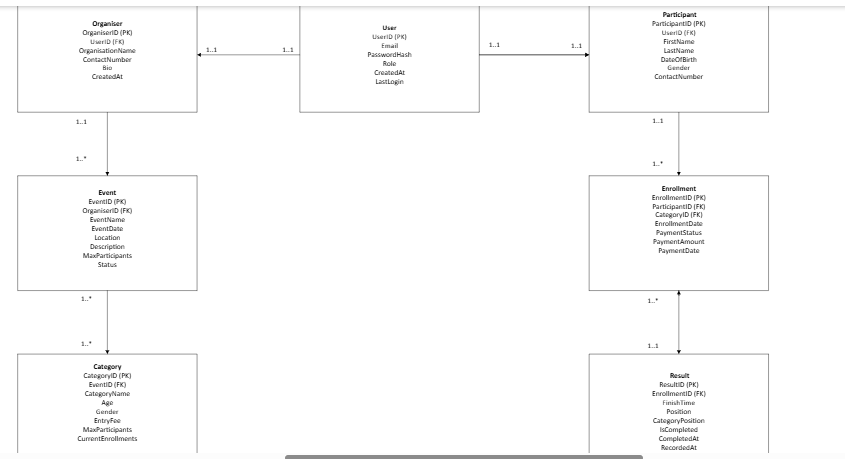 Organiser
OrganiserID (PK)
UserID (FK)
OrganisationName
ContactNumber
Bio
CreatedAt
User
UserID (PK)
Email
PasswordHash
Role
CreatedAt
LastLogin
Participant
ParticipantID (PK)
UserID (FK)
FirstName
LastName
DateOfBirth
Gender
ContactNumber
1..1
1..1
1..1
1..1
1..1
1..*
1..1
1..*
Event
EventID (PK)
OrganiserID (FK)
EventName
EventDate
Location
Description
MaxParticipants
Status
Enrollment
EnrollmentID (PK)
ParticipantID (FK)
CategoryID (FK)
EnrollmentDate
PaymentStatus
PaymentAmount
PaymentDate
1..*
1..*
1..*
1..1
Category
CategoryID (PK)
EventID (FK)
CategoryName
Age
Gender
EntryFee
MaxParticipants
CurrentEnrollments
Result
ResultID (PK)
EnrollmentID (FK)
FinishTime
Position
CategoryPosition
IsCompleted
CompletedAt
RecordedAt